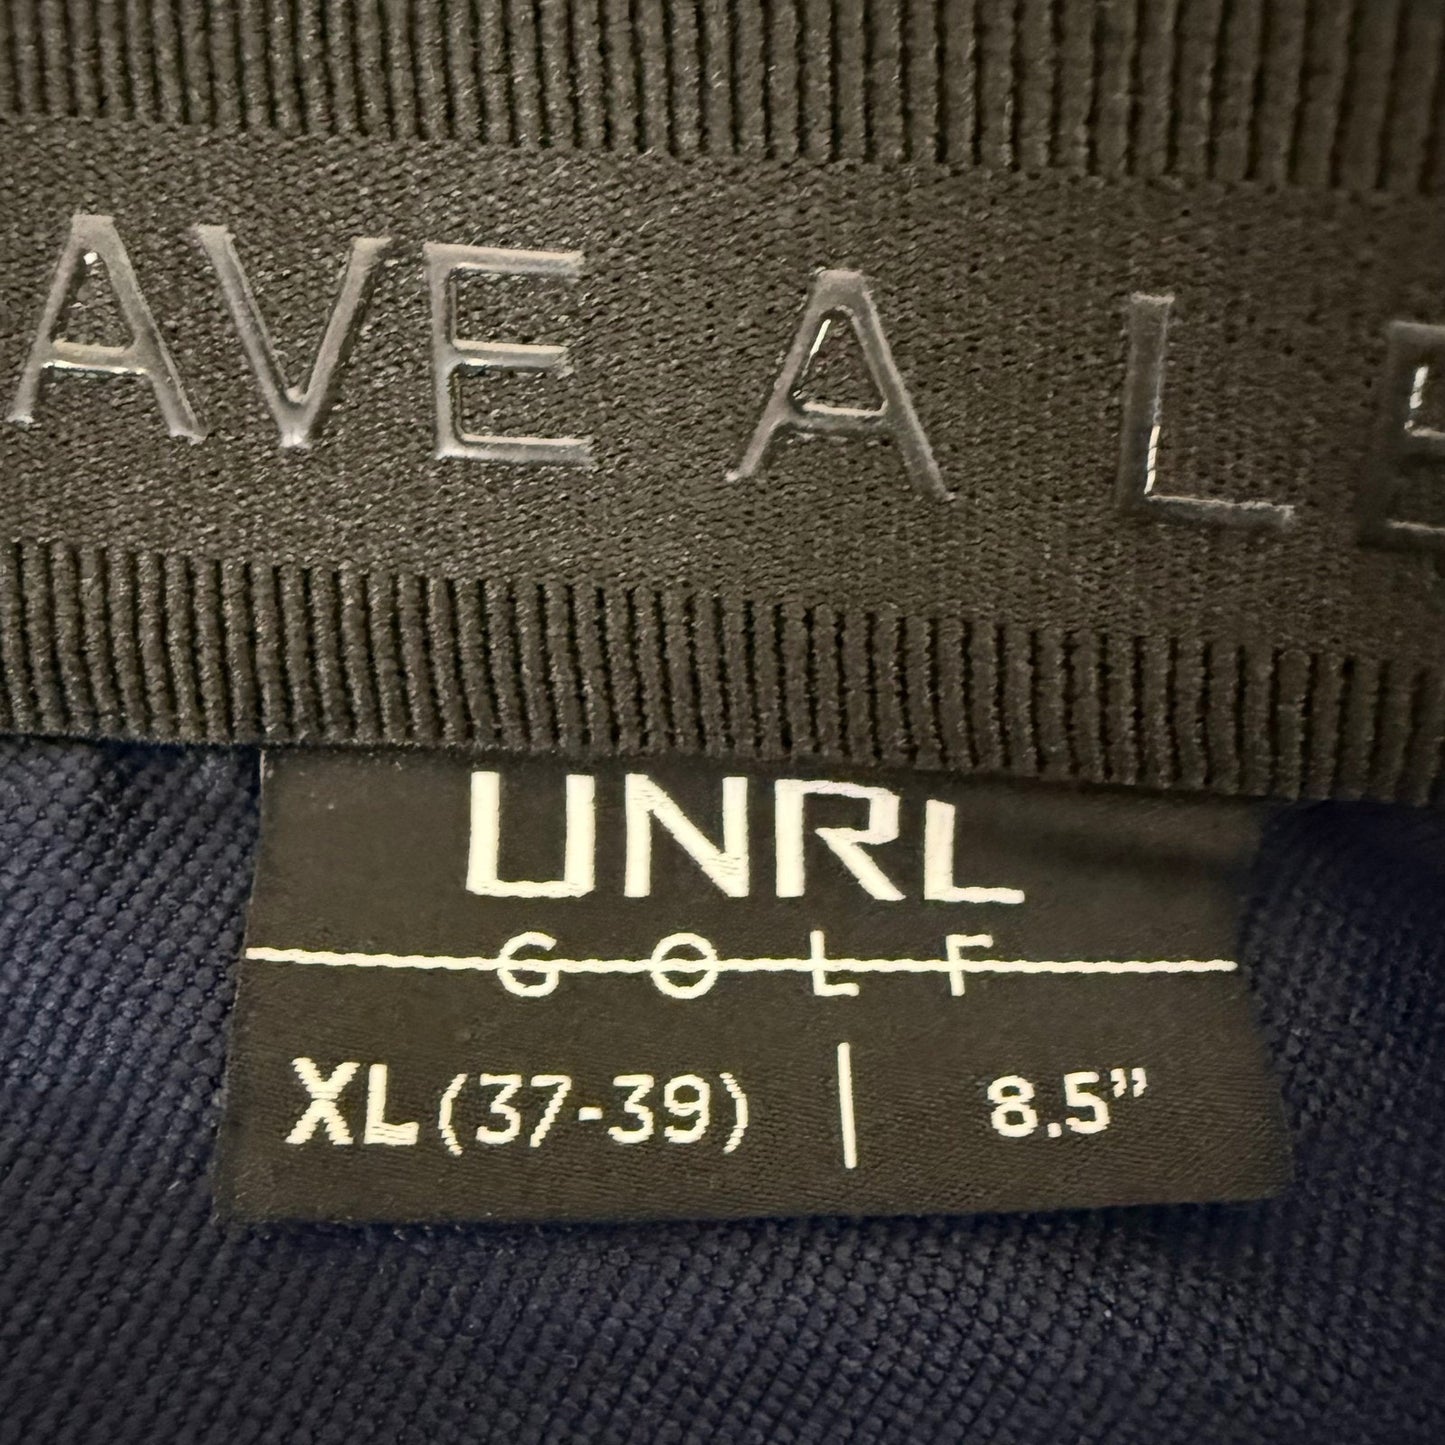 AVE A LE
UNRL
GOLF
XL (37-39) | 8.5”